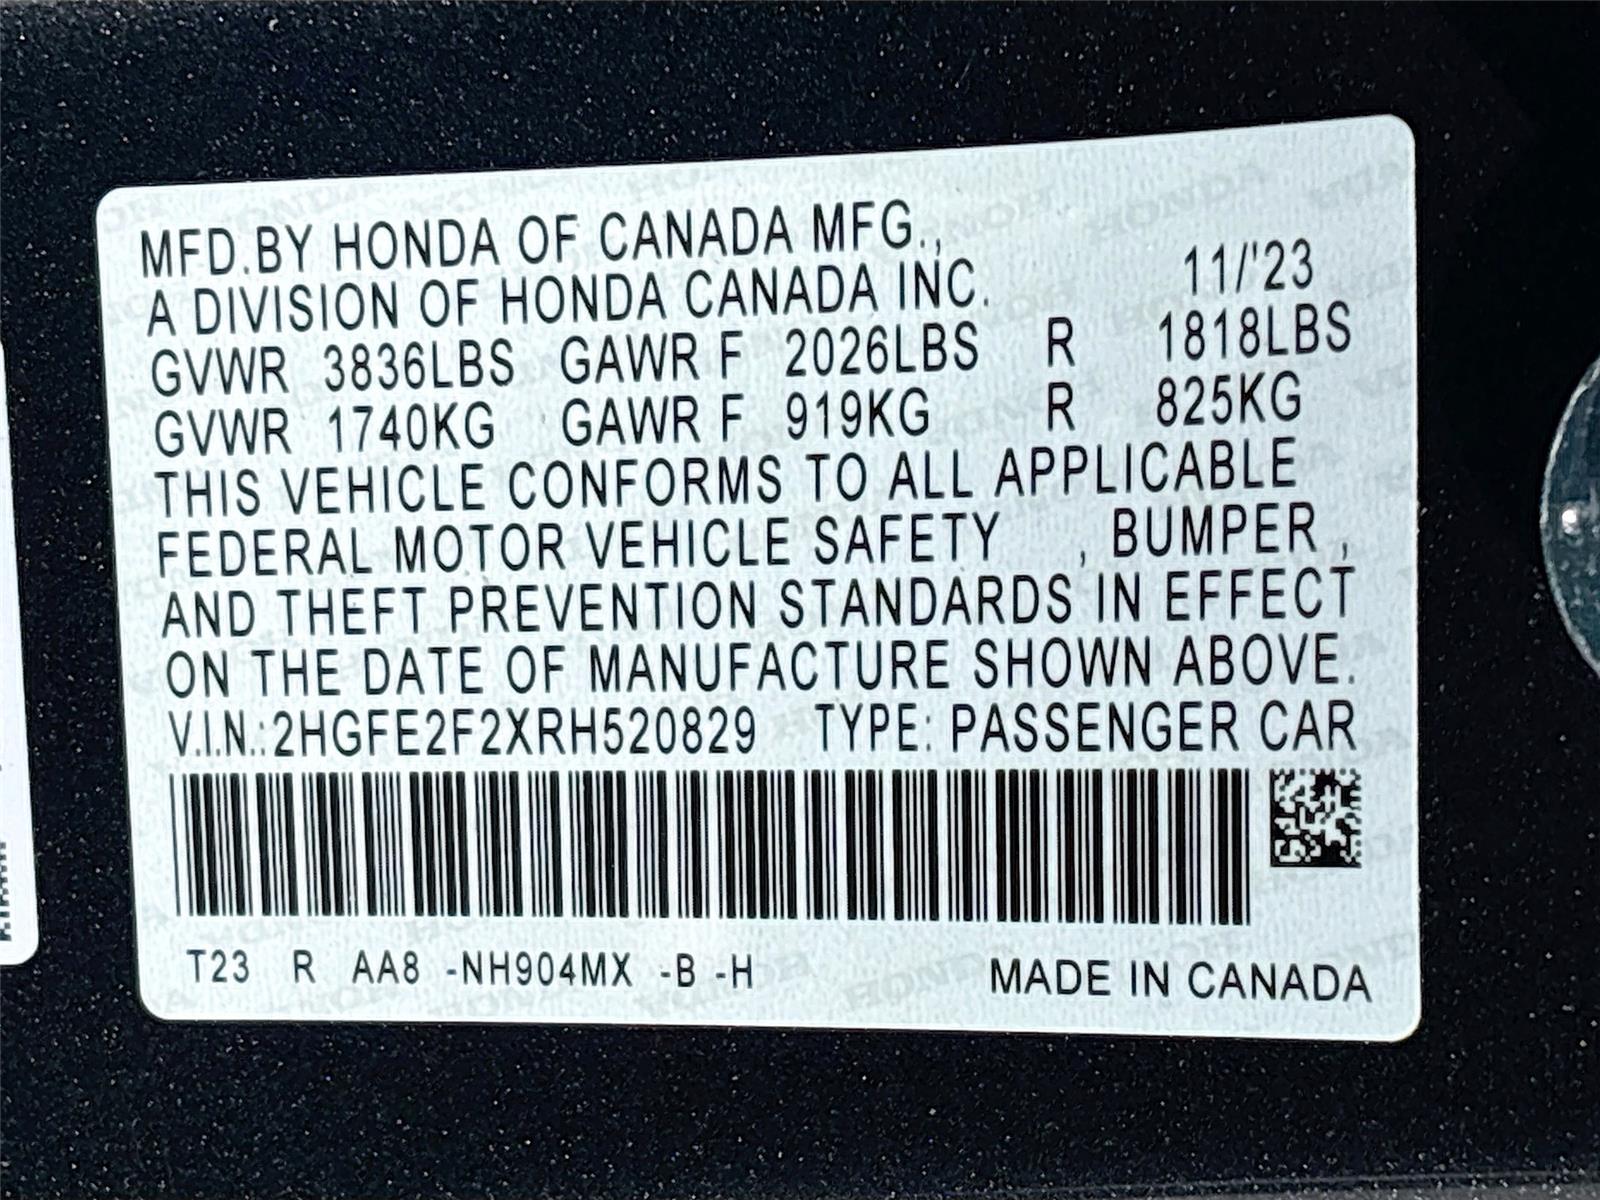 MFD.BY HONDA OF CANADA MFG.,
A DIVISION OF HONDA CANADA INC. 11/'23
GVWR 3836LBS GAWR F 2026LBS R 1818LBS
GVWR 1740KG GAWR F 919KG R 825KG
THIS VEHICLE CONFORMS TO ALL APPLICABLE
FEDERAL MOTOR VEHICLE SAFETY , BUMPER ,
AND THEFT PREVENTION STANDARDS IN EFFECT
ON THE DATE OF MANUFACTURE SHOWN ABOVE.
V.I.N.:2HGFE2F2XRH520829 TYPE: PASSENGER CAR
T23 R AA8 -NH904MX -B -H MADE IN CANADA